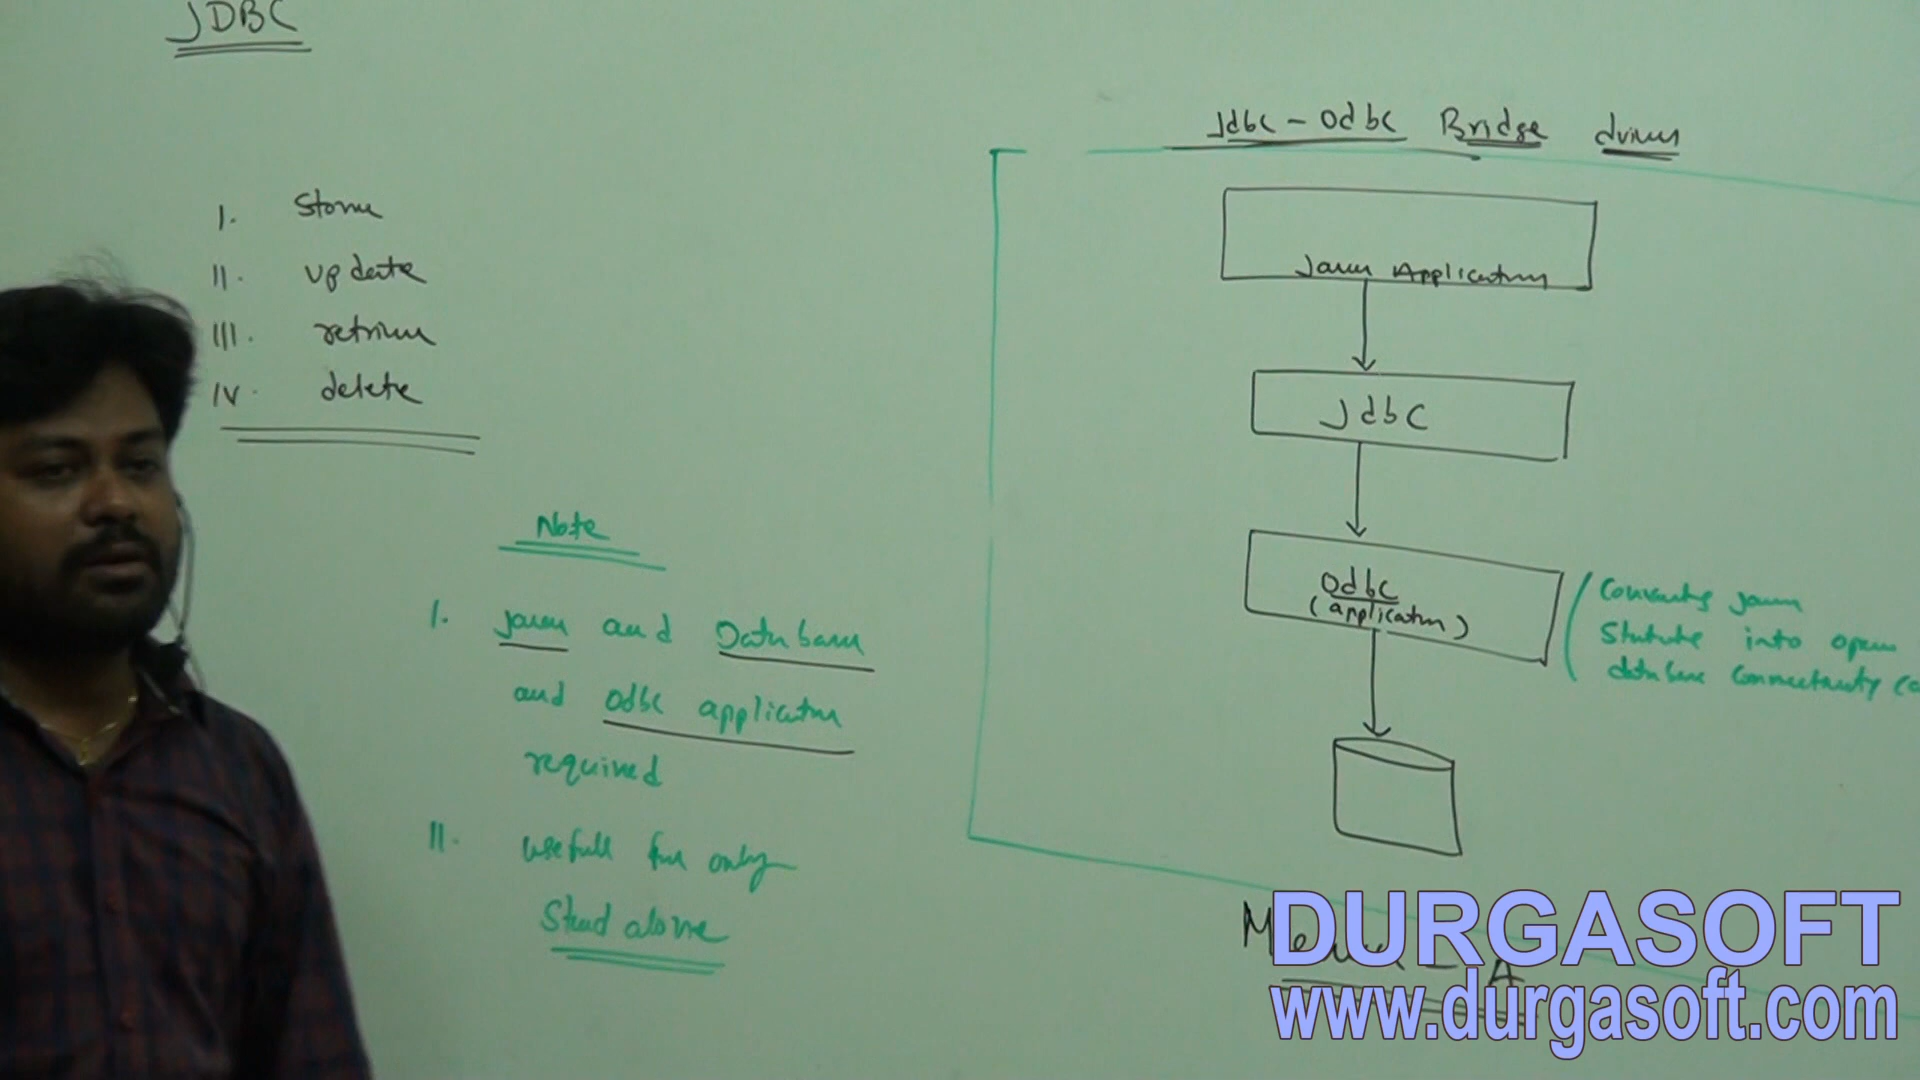 JDBC
I. Store
II. update
III. retrieve
IV. delete
Note
I. Java and Database
and Odbc application
required
II. usefull for only
Stand alone
Jdbc - Odbc Bridge driver
Java Application
Jdbc
Odbc
(application)
Converting java
into open
database connectivity
- A
DURGASOFT
www.durgasoft.com